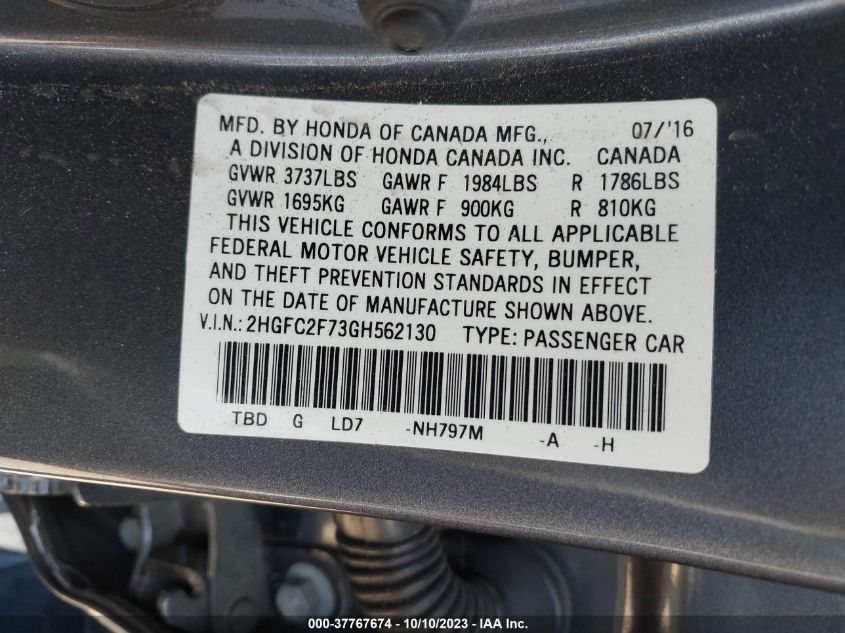 MFD. BY HONDA OF CANADA MFG., 07/'16
A DIVISION OF HONDA CANADA INC. CANADA
GVWR 3737LBS GAWR F 1984LBS R 1786LBS
GVWR 1695KG GAWR F 900KG R 810KG
THIS VEHICLE CONFORMS TO ALL APPLICABLE
FEDERAL MOTOR VEHICLE SAFETY, BUMPER,
AND THEFT PREVENTION STANDARDS IN EFFECT
ON THE DATE OF MANUFACTURE SHOWN ABOVE.
V.I.N.: 2HGFC2F73GH562130 TYPE: PASSENGER CAR
TBD G LD7 -NH797M -A -H
000-37767674 - 10/10/2023 - IAA Inc.